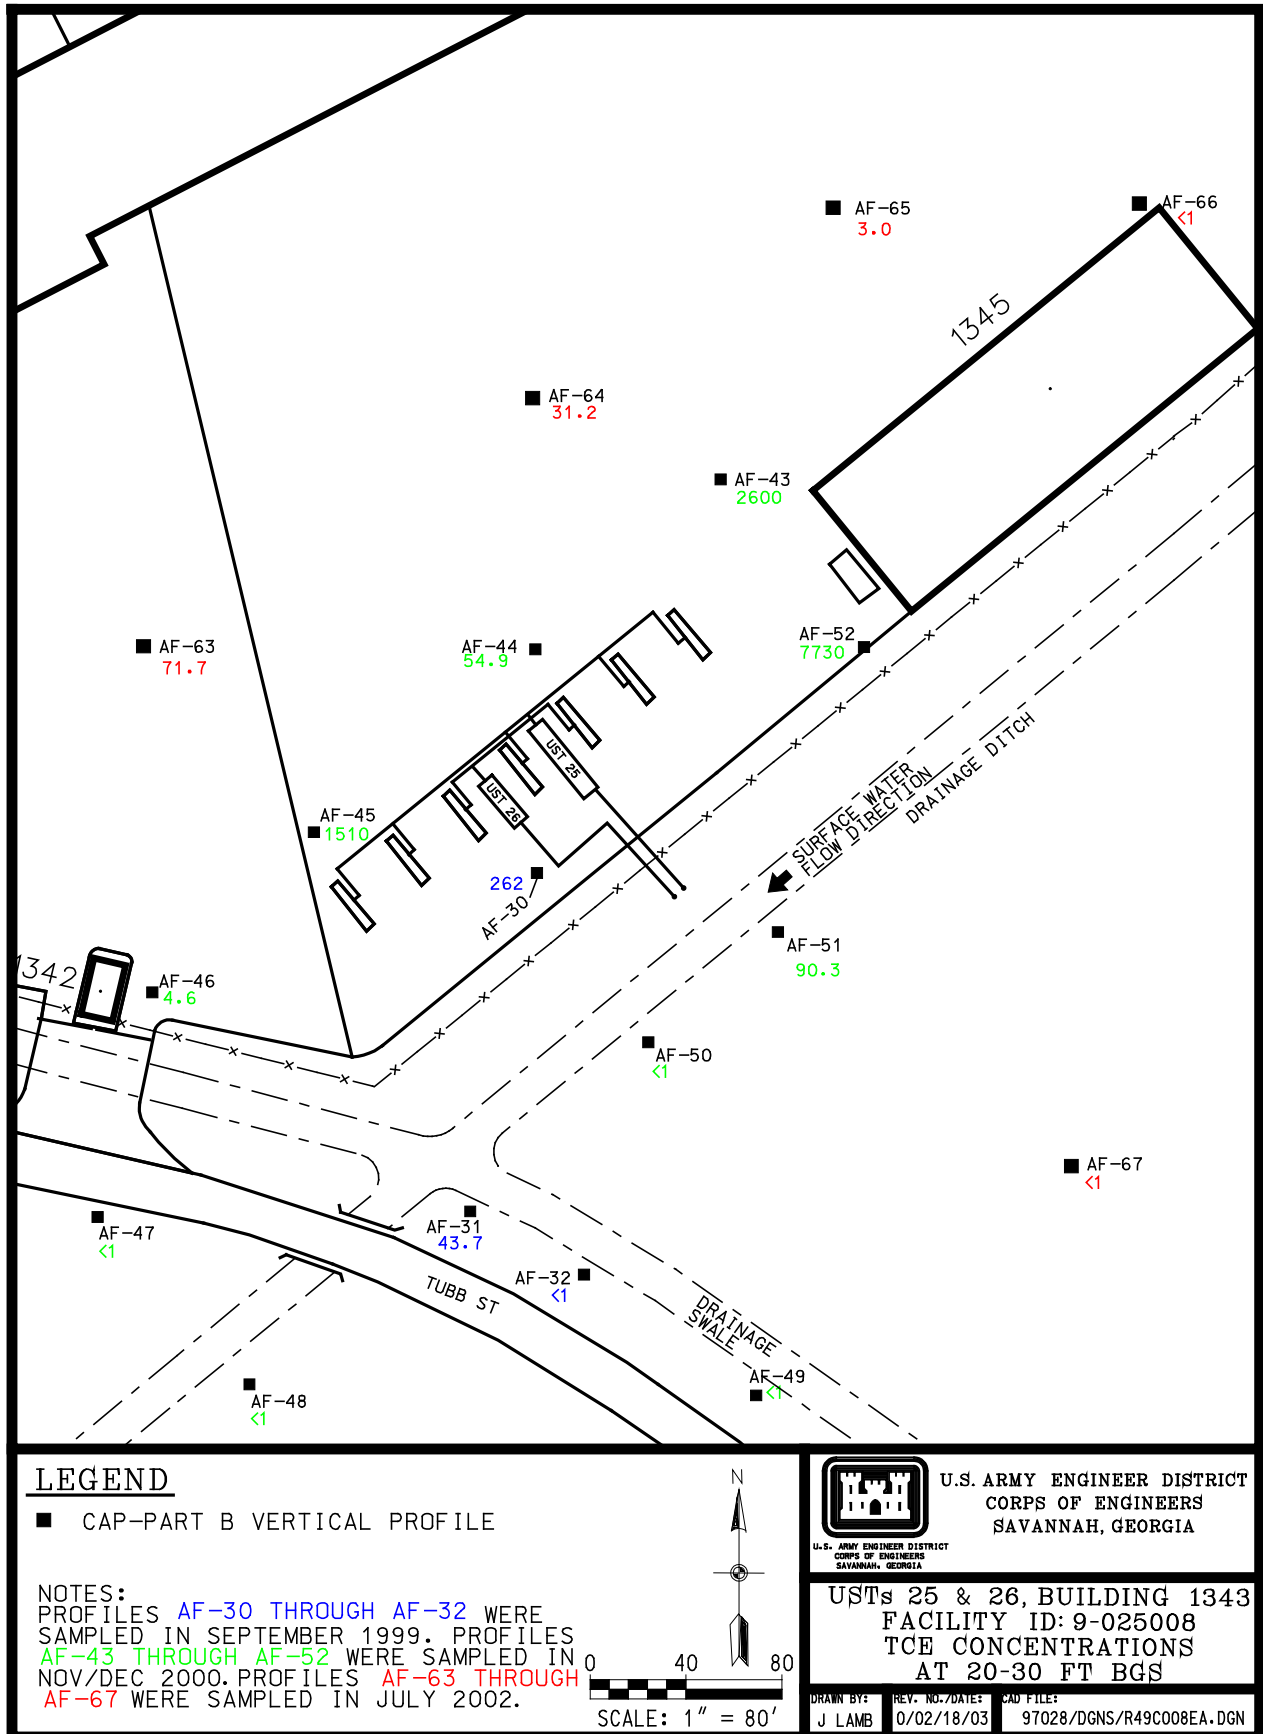 AF-65
3.0
AF-66
<1
1345
AF-64
31.2
AF-43
2600
AF-63
71.7
AF-44
54.9
AF-52
7730
UST 25
UST 26
SURFACE WATER
FLOW DIRECTION
DRAINAGE DITCH
AF-45
1510
262
AF-30
AF-51
90.3
1342
AF-46
4.6
AF-50
<1
AF-67
<1
AF-47
<1
AF-31
43.7
AF-32
<1
TUBB ST
DRAINAGE
SWALE
AF-49
<1
AF-48
<1
LEGEND
CAP-PART B VERTICAL PROFILE
NOTES:
PROFILES AF-30 THROUGH AF-32 WERE
SAMPLED IN SEPTEMBER 1999. PROFILES
AF-43 THROUGH AF-52 WERE SAMPLED IN
NOV/DEC 2000. PROFILES AF-63 THROUGH
AF-67 WERE SAMPLED IN JULY 2002.
N
0 40 80
SCALE: 1" = 80'
U.S. ARMY ENGINEER DISTRICT
CORPS OF ENGINEERS
SAVANNAH, GEORGIA
U.S. ARMY ENGINEER DISTRICT
CORPS OF ENGINEERS
SAVANNAH, GEORGIA
USTs 25 & 26, BUILDING 1343
FACILITY ID: 9-025008
TCE CONCENTRATIONS
AT 20-30 FT BGS
DRAWN BY:
J LAMB
REV. NO./DATE:
0/02/18/03
CAD FILE:
97028/DGNS/R49C008EA.DGN